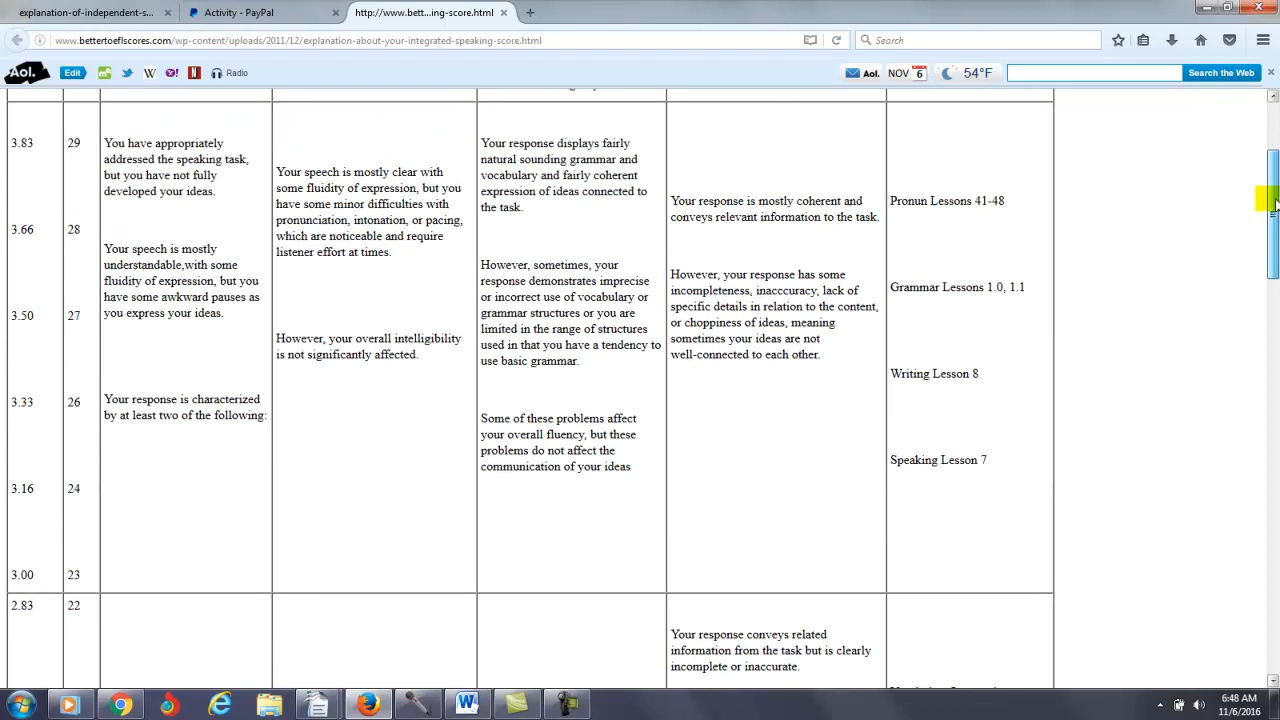 explanation-of-independent-s...
Activity - PayPal
http://www.bett...ing-score.html
www.bettertoeflscores.com/wp-content/uploads/2011/12/explanation-about-your-integrated-speaking-score.html
Search
Aol.
Edit
Radio
Aol.
NOV 6
54°F
Search the Web
3.83
29
3.66
28
3.50
27
3.33
26
3.16
24
3.00
23
You have appropriately
addressed the speaking task,
but you have not fully
developed your ideas.
Your speech is mostly
understandable,with some
fluidity of expression, but you
have some awkward pauses as
you express your ideas.
Your response is characterized
by at least two of the following:
Your speech is mostly clear with
some fluidity of expression, but you
have some minor difficulties with
pronunciation, intonation, or pacing,
which are noticeable and require
listener effort at times.
However, your overall intelligibility
is not significantly affected.
Your response displays fairly
natural sounding grammar and
vocabulary and fairly coherent
expression of ideas connected to
the task.
However, sometimes, your
response demonstrates imprecise
or incorrect use of vocabulary or
grammar structures or you are
limited in the range of structures
used in that you have a tendency to
use basic grammar.
Some of these problems affect
your overall fluency, but these
problems do not affect the
communication of your ideas
Your response is mostly coherent and
conveys relevant information to the task.
However, your response has some
incompleteness, inacccuracy, lack of
specific details in relation to the content,
or choppiness of ideas, meaning
sometimes your ideas are not
well-connected to each other.
Pronun Lessons 41-48
Grammar Lessons 1.0, 1.1
Writing Lesson 8
Speaking Lesson 7
2.83
22
Your response conveys related
information from the task but is clearly
incomplete or inaccurate.
6:48 AM
11/6/2016